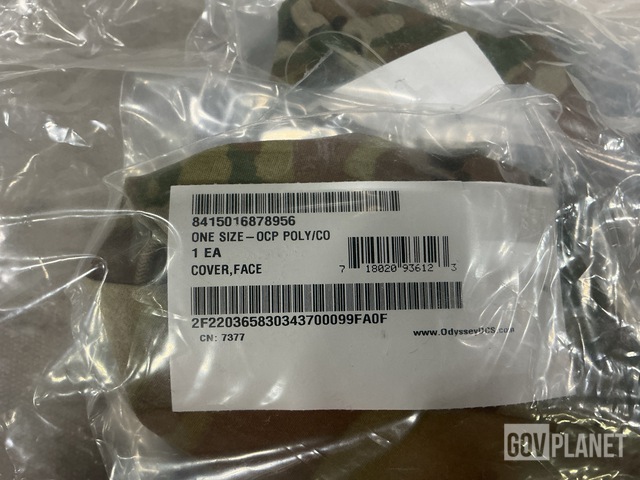 8415016878956
ONE SIZE-OCP POLY/CO
1 EA
COVER,FACE
7 18020 93612 3
2F220365830343700099FA0F
CN: 7377
www.OdysseyDCS.com
GOVPLANET